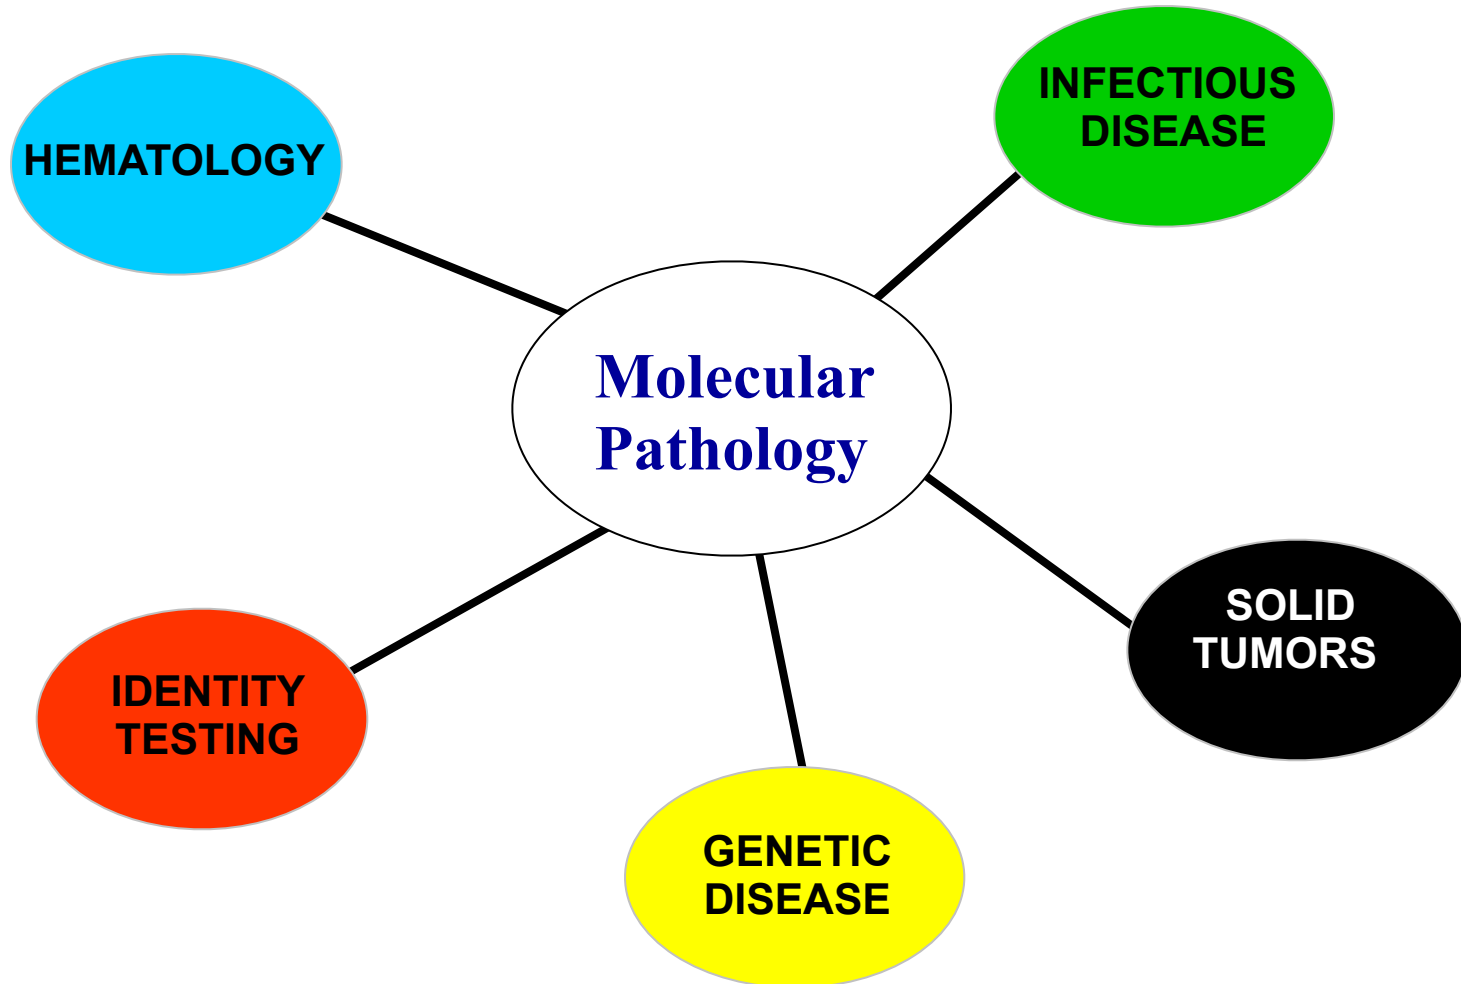 HEMATOLOGY
INFECTIOUS
DISEASE
Molecular
Pathology
SOLID
TUMORS
IDENTITY
TESTING
GENETIC
DISEASE